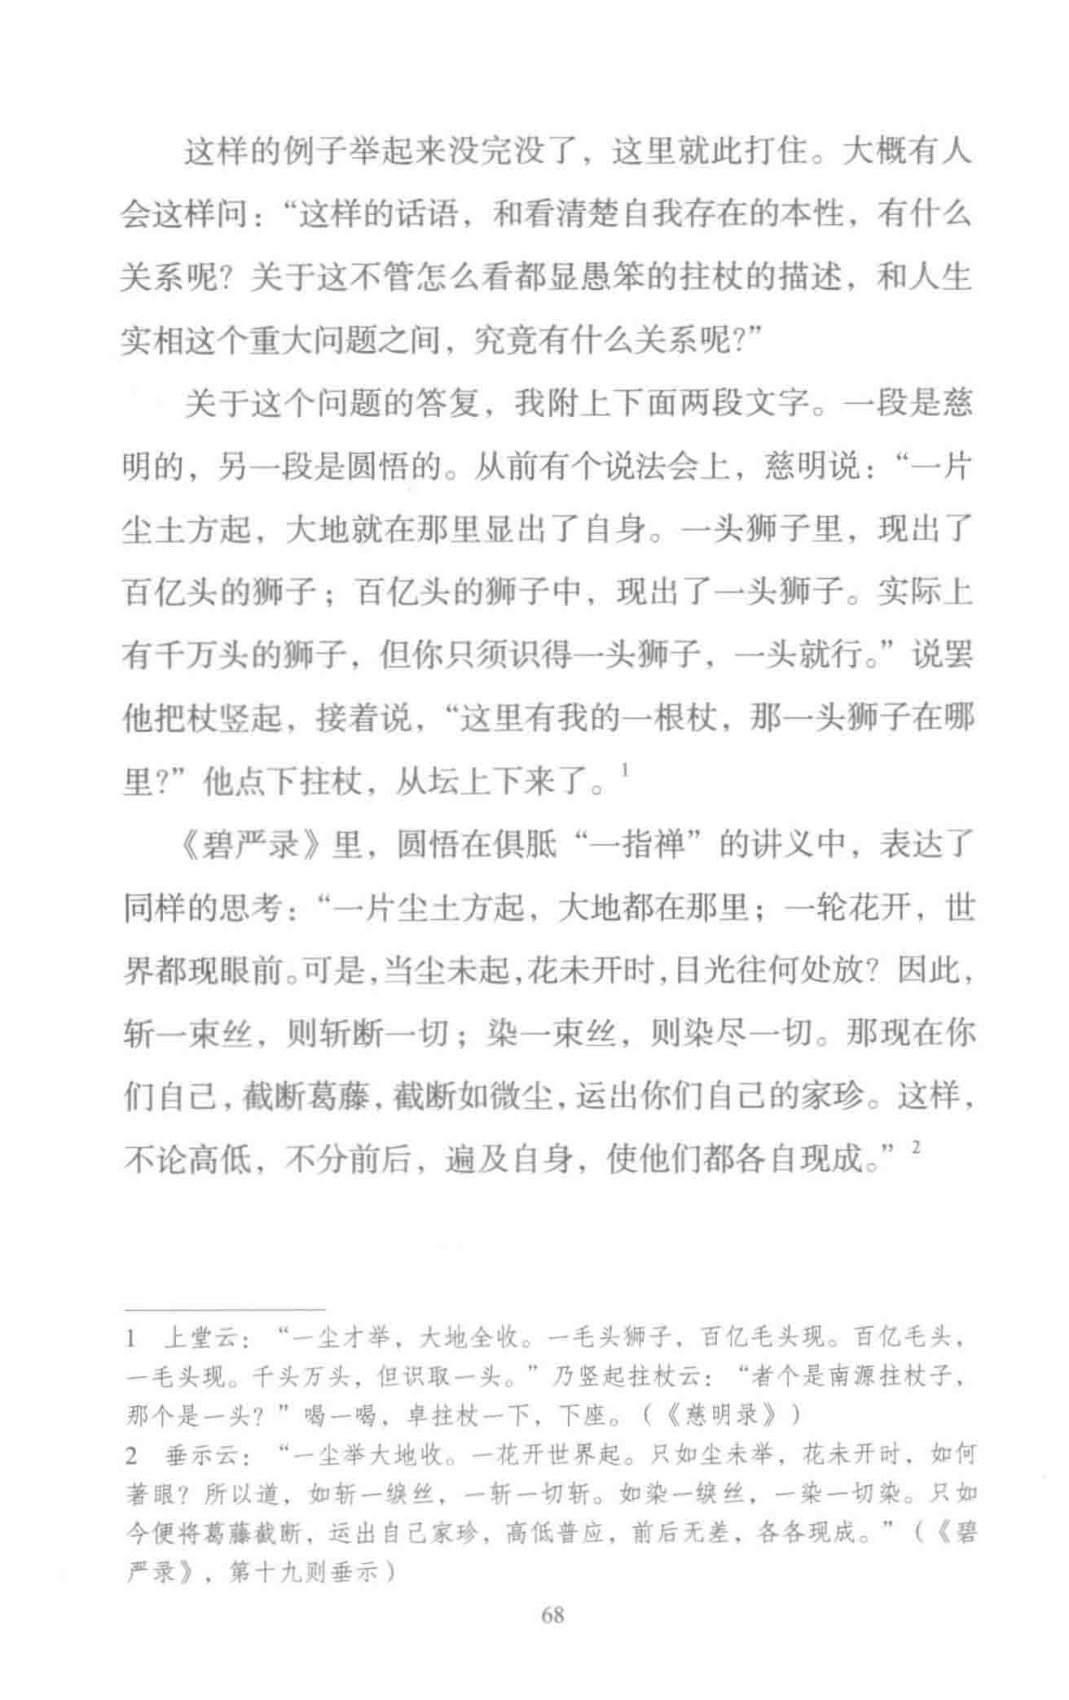 这样的例子举起来没完没了，这里就此打住。大概有人
会这样问：“这样的话语，和看清楚自我存在的本性，有什么
关系呢？关于这不管怎么看都显愚笨的拄杖的描述，和人生
实相这个重大问题之间，究竟有什么关系呢?”
关于这个问题的答复，我附上下面两段文字。一段是慈
明的，另一段是圆悟的。从前有个说法会上，慈明说：“一片
尘土方起，大地就在那里显出了自身。一头狮子里，现出了
百亿头的狮子；百亿头的狮子中，现出了一头狮子。实际上
有千万头的狮子，但你只须识得一头狮子，一头就行。”说罢
他把杖竖起，接着说，“这里有我的一根杖，那一头狮子在哪
里?”他点下拄杖，从坛上下来了。1
《碧严录》里，圆悟在俱胝“一指禅”的讲义中，表达了
同样的思考：“一片尘土方起，大地都在那里；一轮花开，世
界都现眼前。可是，当尘未起，花未开时，目光往何处放？因此，
斩一束丝，则斩断一切；染一束丝，则染尽一切。那现在你
们自己，截断葛藤，截断如微尘，运出你们自己的家珍。这样，
不论高低，不分前后，遍及自身，使他们都各自现成。”2
1 上堂云：“一尘才举，大地全收。一毛头狮子，百亿毛头现。百亿毛头，
一毛头现。千头万头，但识取一头。”乃竖起拄杖云：“者个是南源拄杖子，
那个是一头？”喝一喝，卓拄杖一下，下座。（《慈明录》）
2 垂示云：“一尘举大地收。一花开世界起。只如尘未举，花未开时，如何
著眼？所以道，如斩一綟丝，一斩一切斩。如染一綟丝，一染一切染。只如
今便将葛藤截断，运出自己家珍，高低普应，前后无差，各各现成。”（《碧
严录》，第十九则垂示）
68